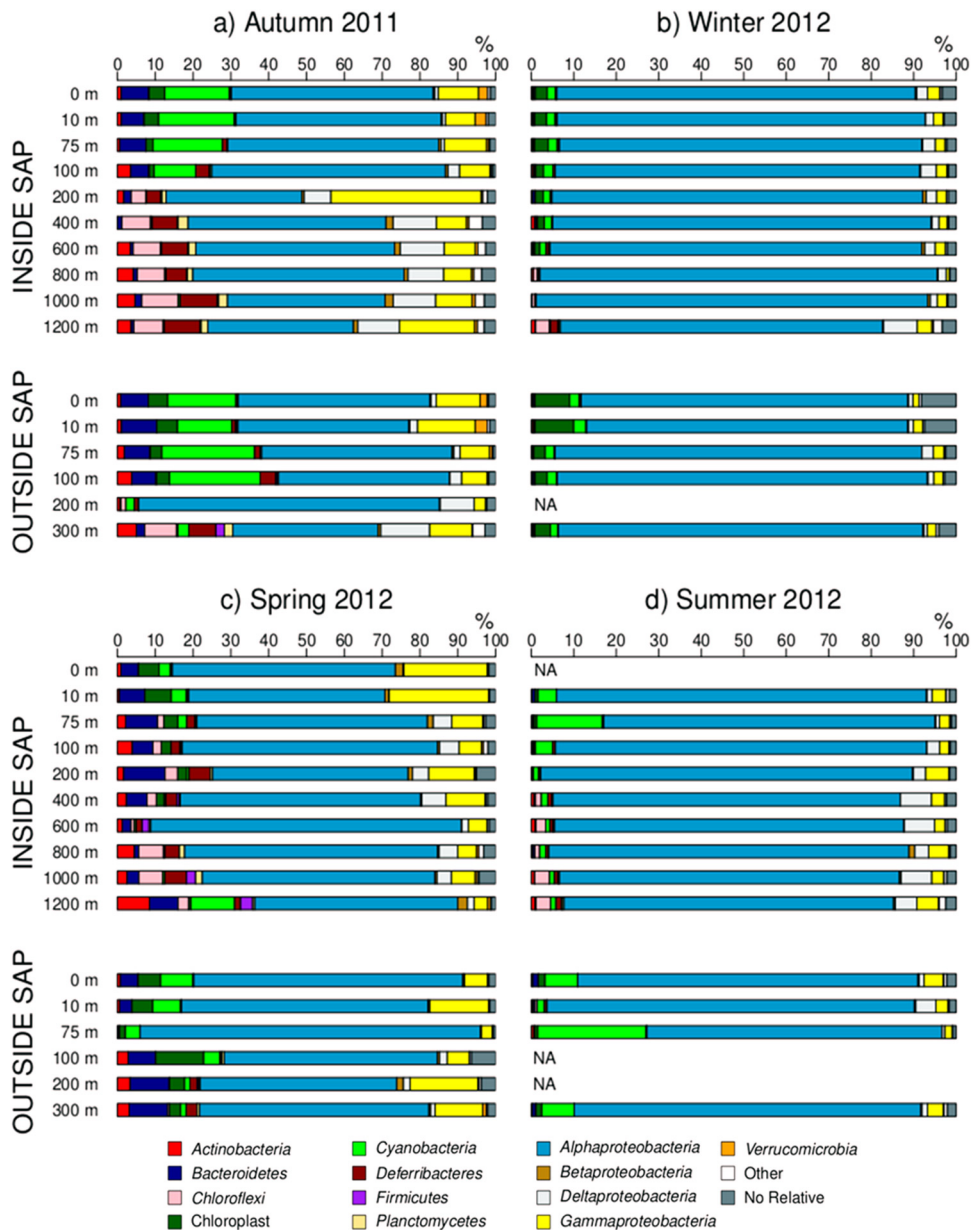 a) Autumn 2011
b) Winter 2012
%
%
0 10 20 30 40 50 60 70 80 90 100
0 10 20 30 40 50 60 70 80 90 100
INSIDE SAP
0 m
10 m
75 m
100 m
200 m
400 m
600 m
800 m
1000 m
1200 m
OUTSIDE SAP
0 m
10 m
75 m
100 m
200 m
NA
300 m
c) Spring 2012
d) Summer 2012
%
%
0 10 20 30 40 50 60 70 80 90 100
0 10 20 30 40 50 60 70 80 90 100
INSIDE SAP
0 m
NA
10 m
75 m
100 m
200 m
400 m
600 m
800 m
1000 m
1200 m
OUTSIDE SAP
0 m
10 m
75 m
100 m
NA
200 m
NA
300 m
Actinobacteria
Bacteroidetes
Chloroflexi
Chloroplast
Cyanobacteria
Deferribacteres
Firmicutes
Planctomycetes
Alphaproteobacteria
Betaproteobacteria
Deltaproteobacteria
Gammaproteobacteria
Verrucomicrobia
Other
No Relative